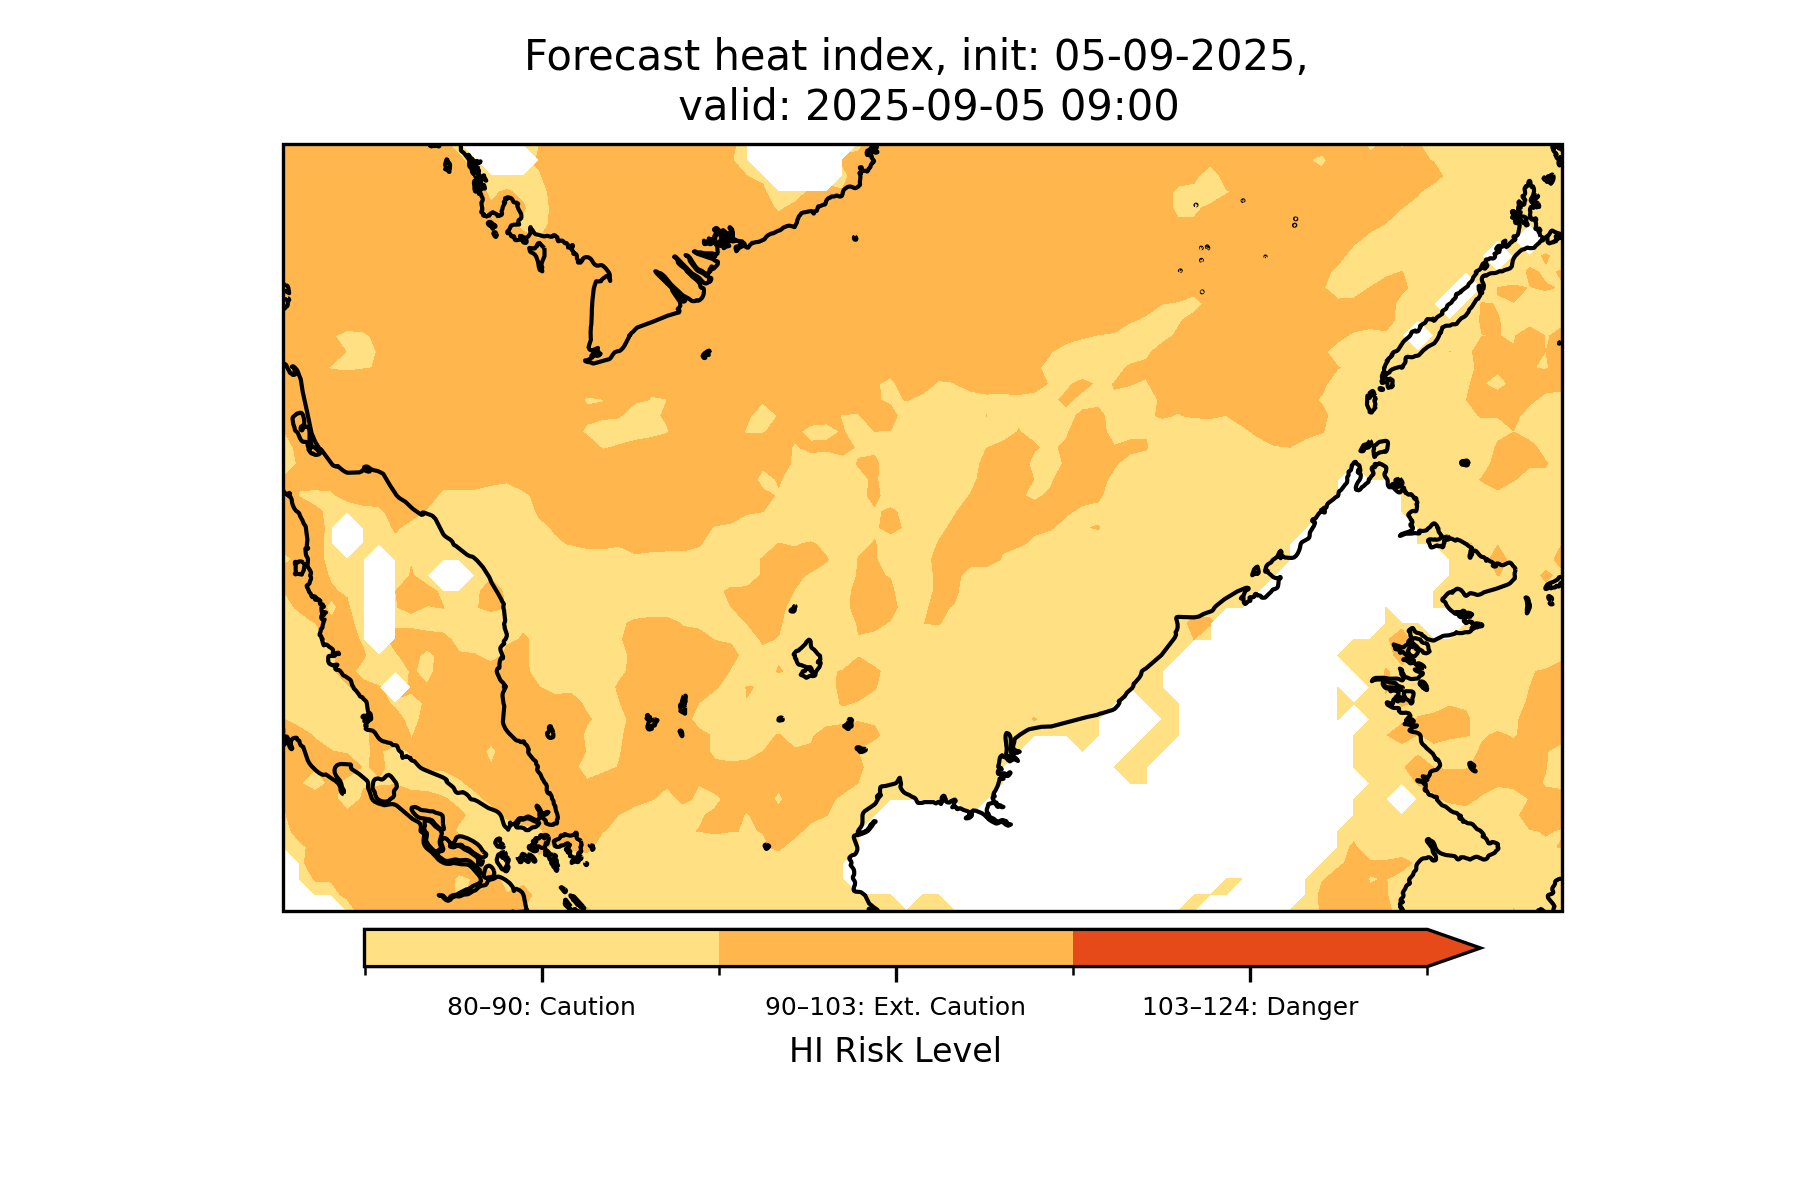 Forecast heat index, init: 05-09-2025,
valid: 2025-09-05 09:00
80–90: Caution
90–103: Ext. Caution
103–124: Danger
HI Risk Level